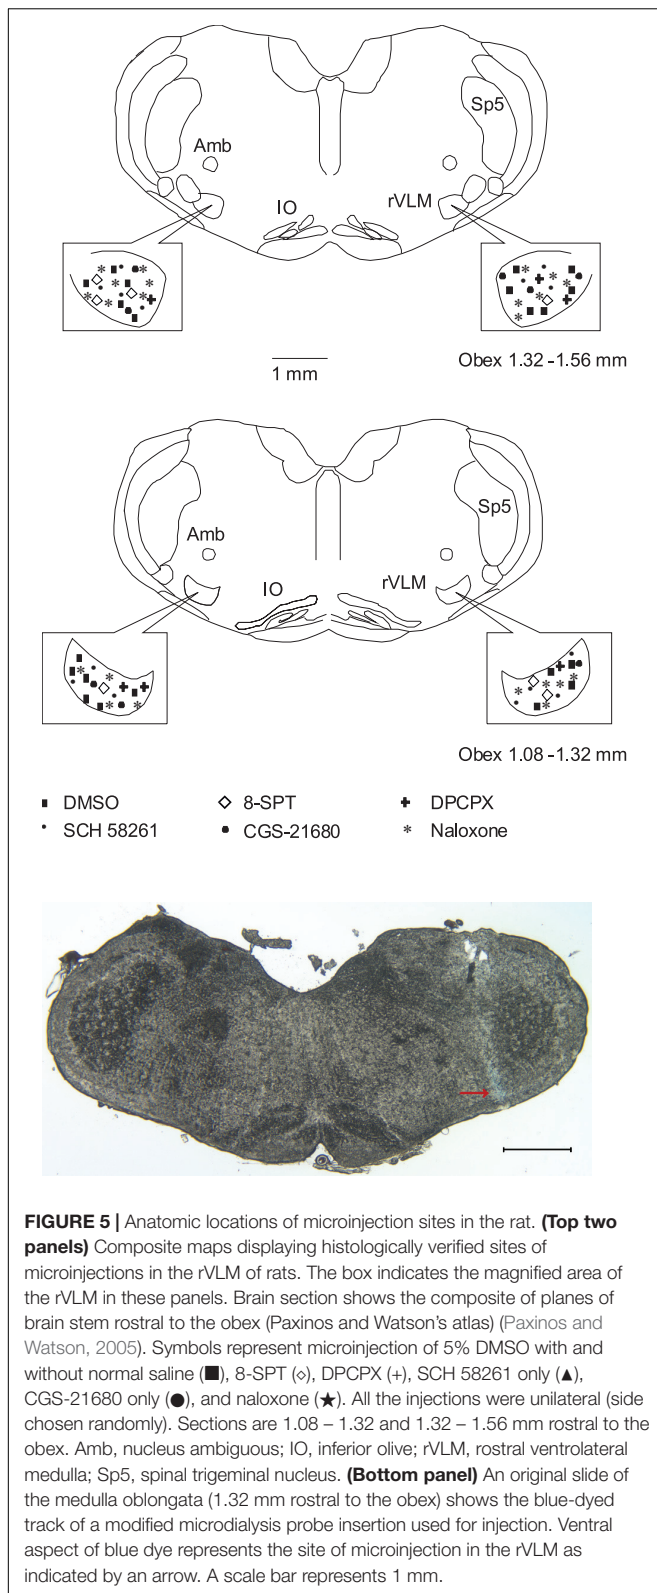 Sp5
Amb
IO
rVLM
1 mm
Obex 1.32 -1.56 mm
Sp5
Amb
IO
rVLM
Obex 1.08 -1.32 mm
■ DMSO ◇ 8-SPT ✚ DPCPX
• SCH 58261 ● CGS-21680 * Naloxone
FIGURE 5 | Anatomic locations of microinjection sites in the rat. (Top two
panels) Composite maps displaying histologically verified sites of
microinjections in the rVLM of rats. The box indicates the magnified area of
the rVLM in these panels. Brain section shows the composite of planes of
brain stem rostral to the obex (Paxinos and Watson's atlas) (Paxinos and
Watson, 2005). Symbols represent microinjection of 5% DMSO with and
without normal saline (■), 8-SPT (⋄), DPCPX (+), SCH 58261 only (▲),
CGS-21680 only (●), and naloxone (★). All the injections were unilateral (side
chosen randomly). Sections are 1.08 – 1.32 and 1.32 – 1.56 mm rostral to the
obex. Amb, nucleus ambiguous; IO, inferior olive; rVLM, rostral ventrolateral
medulla; Sp5, spinal trigeminal nucleus. (Bottom panel) An original slide of
the medulla oblongata (1.32 mm rostral to the obex) shows the blue-dyed
track of a modified microdialysis probe insertion used for injection. Ventral
aspect of blue dye represents the site of microinjection in the rVLM as
indicated by an arrow. A scale bar represents 1 mm.